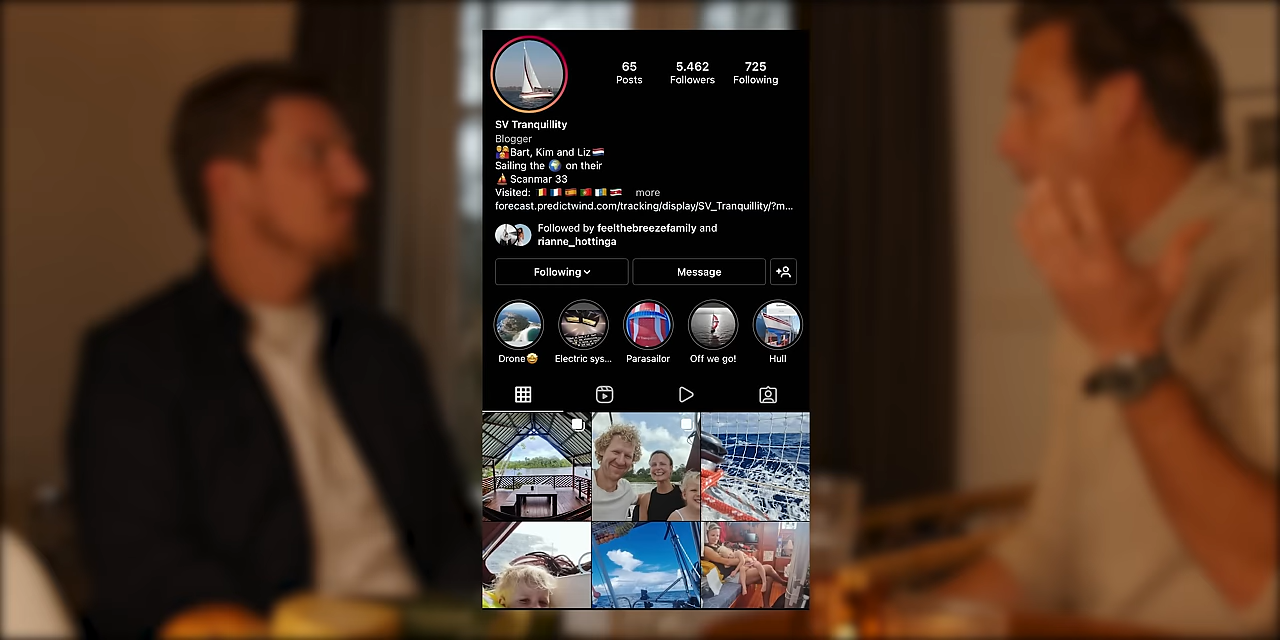 65 5.462 725
Posts Followers Following
SV Tranquillity
Blogger
Bart, Kim and Liz
Sailing the on their
Scanmar 33
Visited: more
forecast.predictwind.com/tracking/display/SV_Tranquillity/?m...
Followed by feelthebreezefamily and
rianne_hottinga
Following Message
Drone Electric sys... Parasailor Off we go! Hull